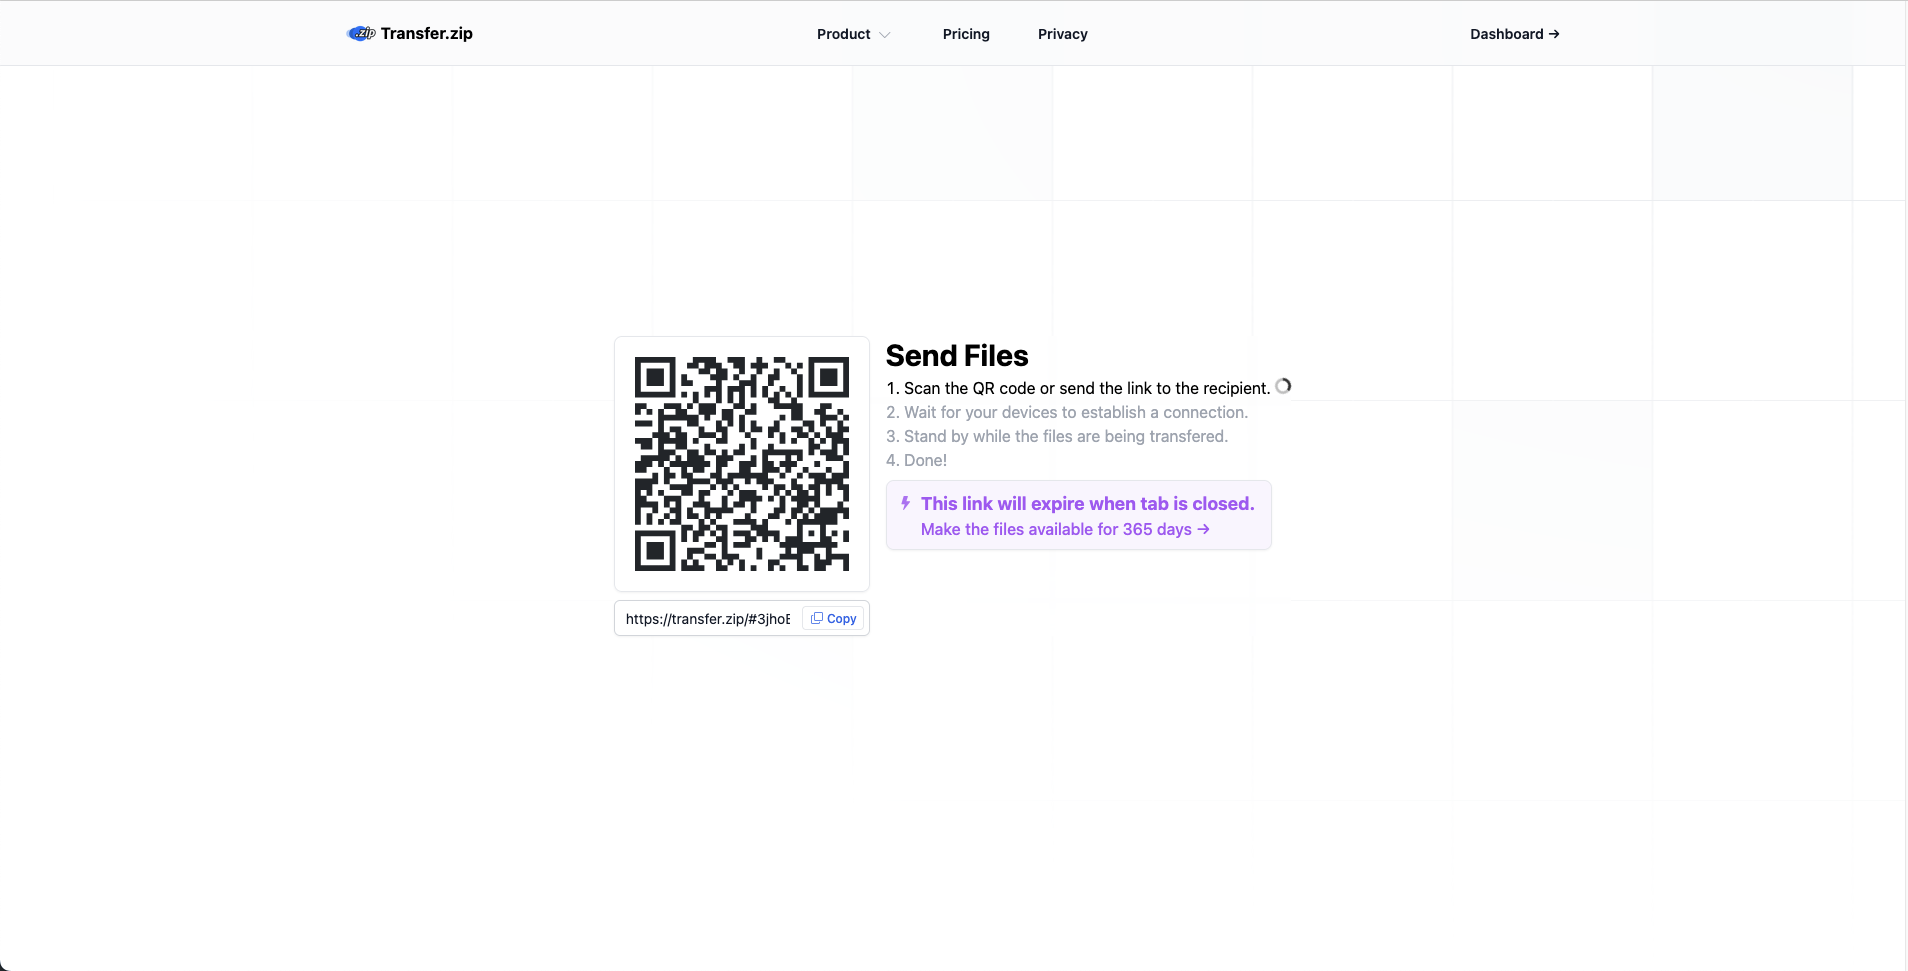 .zip Transfer.zip
Product
Pricing
Privacy
Dashboard →
Send Files
1. Scan the QR code or send the link to the recipient.
2. Wait for your devices to establish a connection.
3. Stand by while the files are being transfered.
4. Done!
This link will expire when tab is closed.
Make the files available for 365 days →
https://transfer.zip/#3jhoE
Copy